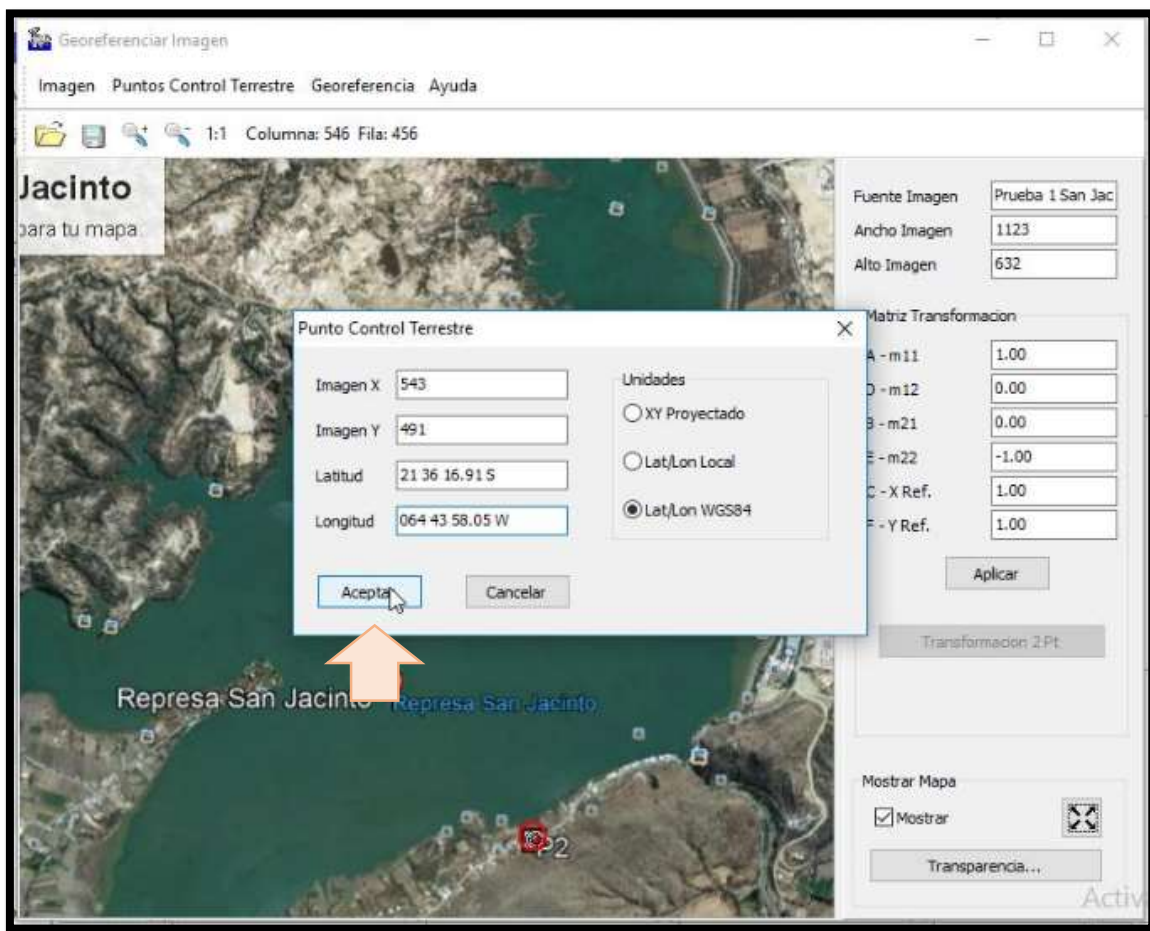 Georeferenciar Imagen
Imagen Puntos Control Terrestre Georeferencia Ayuda
1:1 Columna: 546 Fila: 456
Jacinto
para tu mapa.
Fuente Imagen Prueba 1 San Jac
Ancho Imagen 1123
Alto Imagen 632
Matriz Transformacion
A - m11 1.00
D - m12 0.00
B - m21 0.00
E - m22 -1.00
C - X Ref. 1.00
F - Y Ref. 1.00
Aplicar
Transformacion 2 Pt
Punto Control Terrestre
Imagen X 543
Imagen Y 491
Latitud 21 36 16.91 S
Longitud 064 43 58.05 W
Unidades
XY Proyectado
Lat/Lon Local
Lat/Lon WGS84
Acepta
Cancelar
Represa San Jacinto
Represa San Jacinto
P2
Mostrar Mapa
Mostrar
Transparencia...
Activ